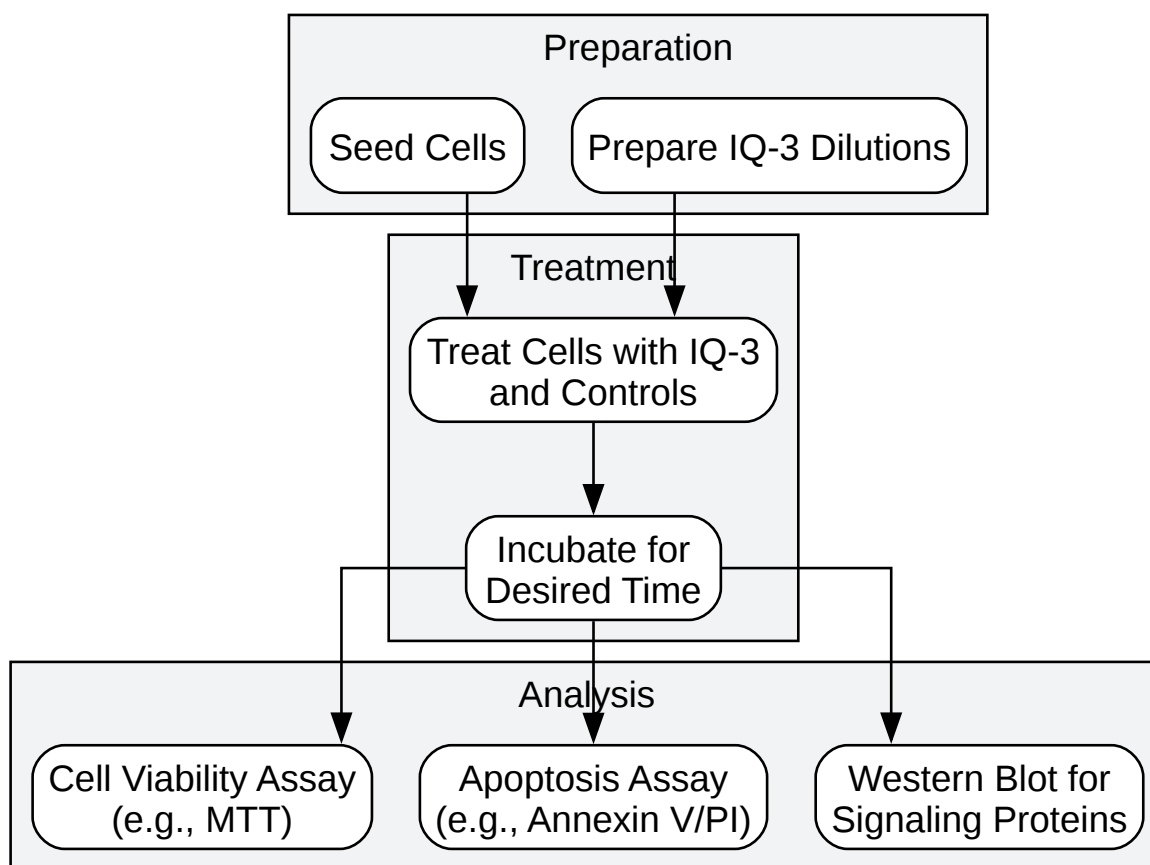 Preparation
Seed Cells
Prepare IQ-3 Dilutions
Treatment
Treat Cells with IQ-3
and Controls
Incubate for
Desired Time
Analysis
Cell Viability Assay
(e.g., MTT)
Apoptosis Assay
(e.g., Annexin V/PI)
Western Blot for
Signaling Proteins